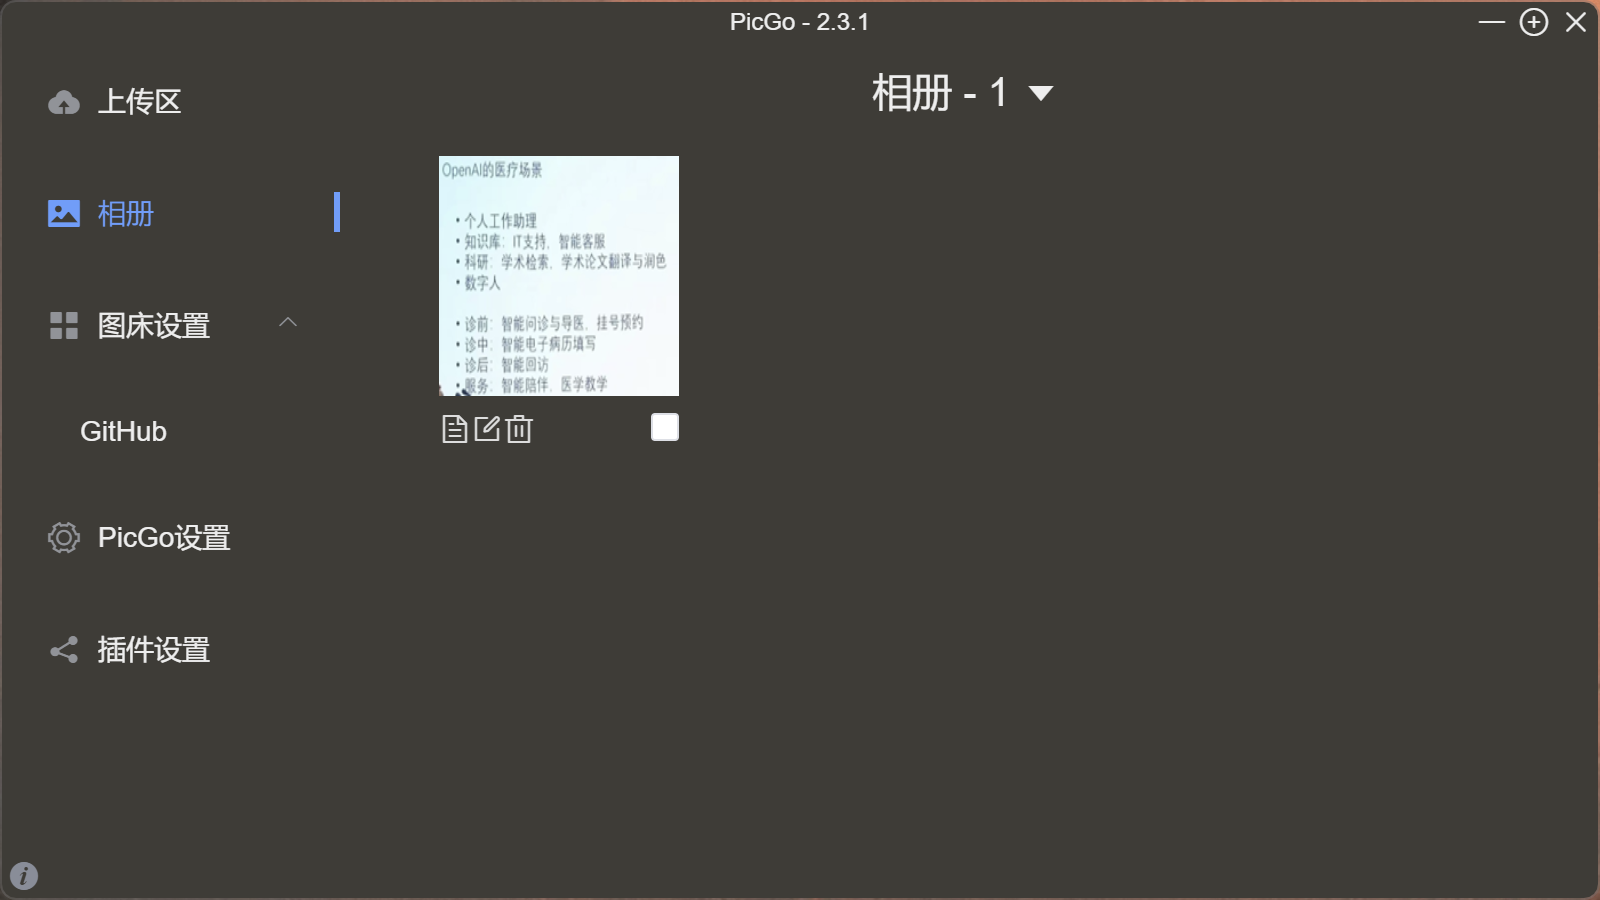 PicGo - 2.3.1
上传区
相册
图床设置
GitHub
PicGo设置
插件设置
相册 - 1
OpenAI的医疗场景
• 个人工作助理
• 知识库：IT支持，智能客服
• 科研：学术检索，学术论文翻译与润色
• 数字人
• 诊前：智能问诊与导医，挂号预约
• 诊中：智能电子病历填写
• 诊后：智能回访
• 服务：智能陪伴，医学教学